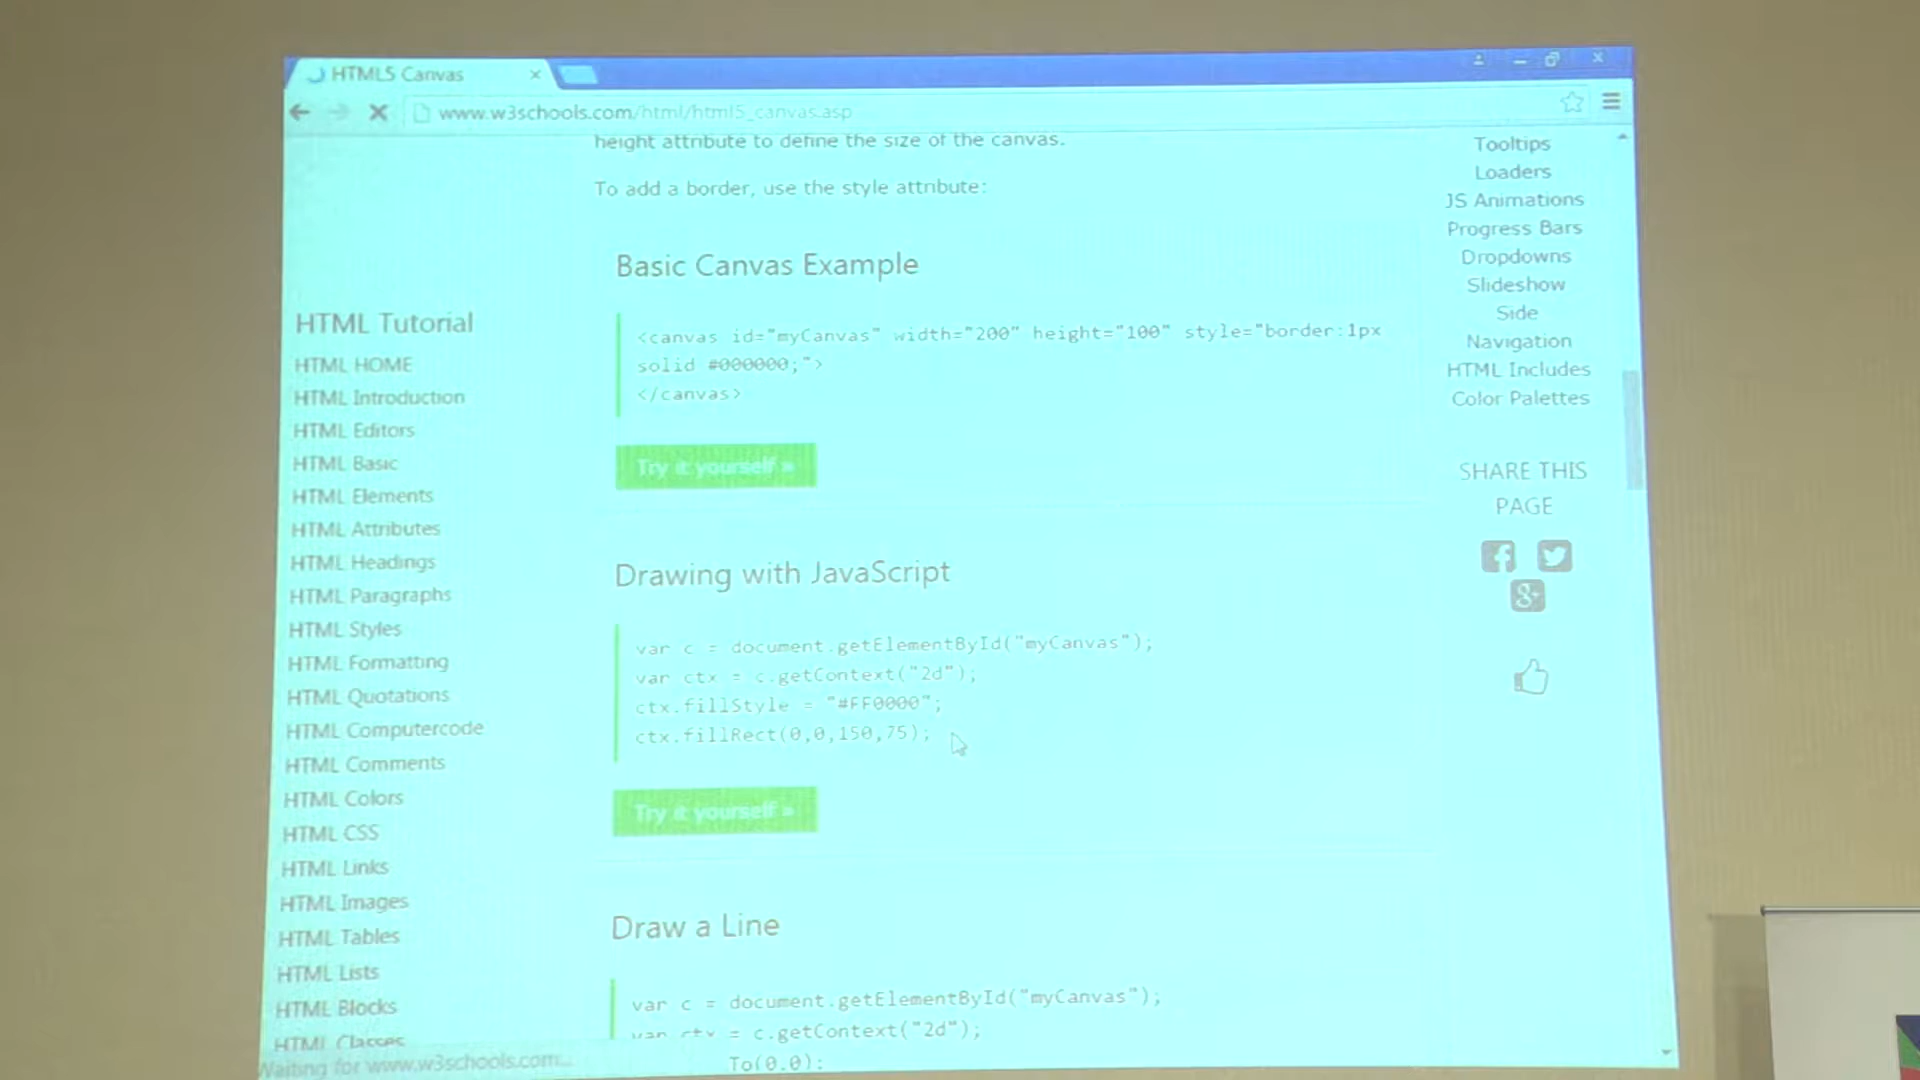 HTML5 Canvas
www.w3schools.com/html/html5_canvas.asp
height attribute to define the size of the canvas.
To add a border, use the style attribute:
Basic Canvas Example
<canvas id="myCanvas" width="200" height="100" style="border:1px
solid #000000;">
</canvas>
Try it yourself »
Drawing with JavaScript
var c = document.getElementById("myCanvas");
var ctx = c.getContext("2d");
ctx.fillStyle = "#FF0000";
ctx.fillRect(0,0,150,75);
Try it yourself »
Draw a Line
var c = document.getElementById("myCanvas");
var ctx = c.getContext("2d");
To(0,0);
HTML Tutorial
HTML HOME
HTML Introduction
HTML Editors
HTML Basic
HTML Elements
HTML Attributes
HTML Headings
HTML Paragraphs
HTML Styles
HTML Formatting
HTML Quotations
HTML Computercode
HTML Comments
HTML Colors
HTML CSS
HTML Links
HTML Images
HTML Tables
HTML Lists
HTML Blocks
HTML Classes
Waiting for www.w3schools.com...
Tooltips
Loaders
JS Animations
Progress Bars
Dropdowns
Slideshow
Side
Navigation
HTML Includes
Color Palettes
SHARE THIS
PAGE